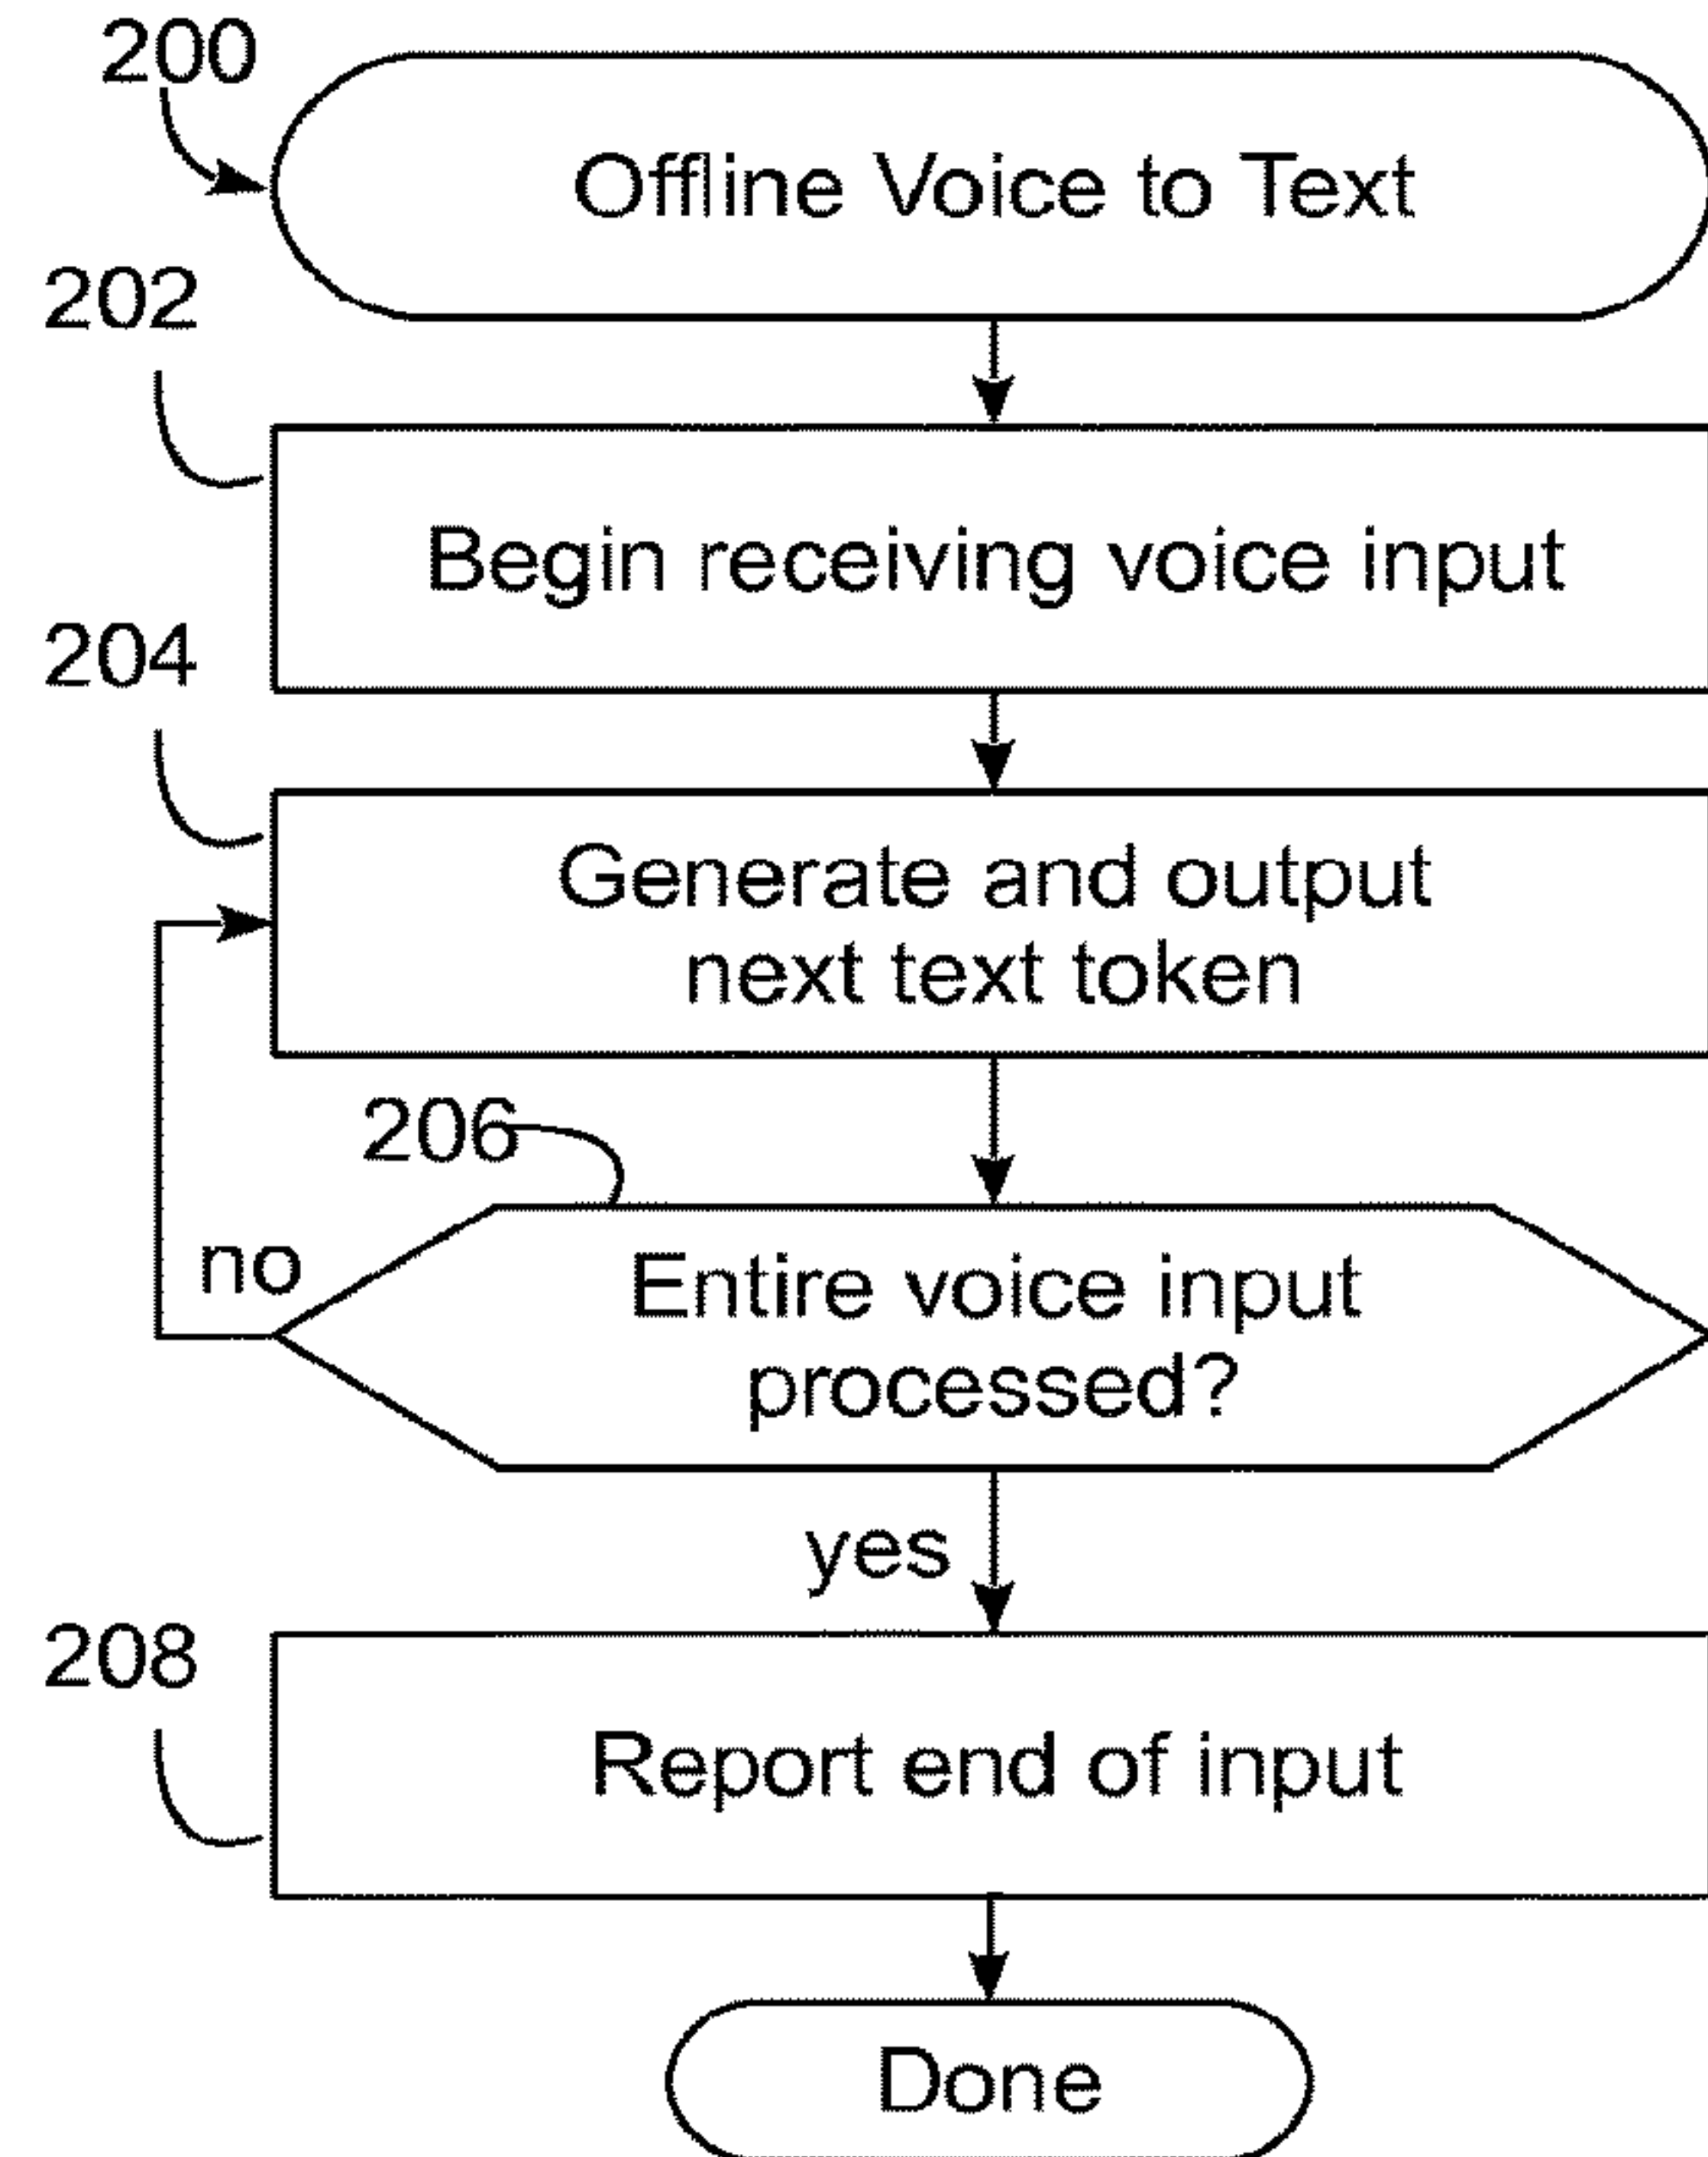 200
Offline Voice to Text
202
Begin receiving voice input
204
Generate and output
next text token
206
no
Entire voice input
processed?
yes
208
Report end of input
Done